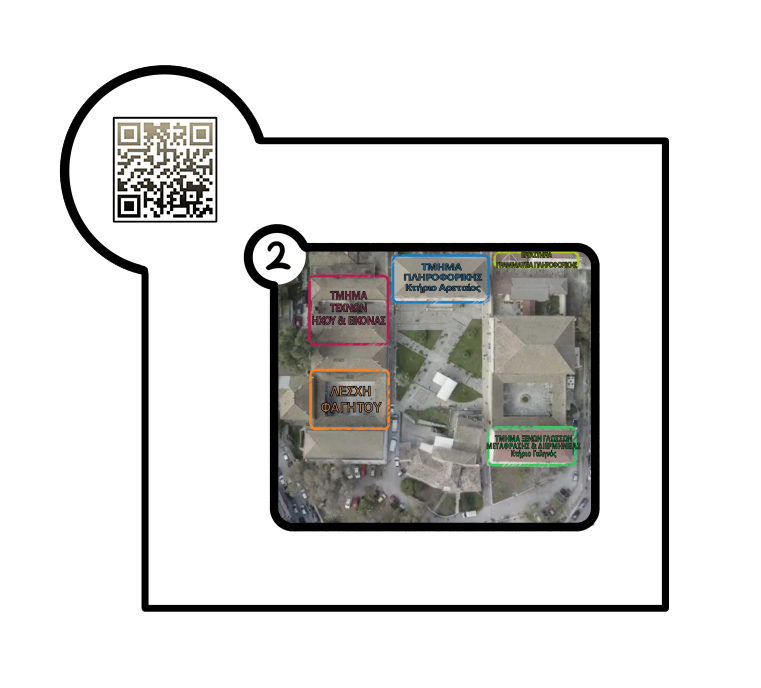 2
ΤΜΗΜΑ
ΤΕΧΝΩΝ
ΗΧΟΥ & ΕΙΚΟΝΑΣ
ΤΜΗΜΑ
ΠΛΗΡΟΦΟΡΙΚΗΣ
Κτήριο Αρεταίος
ΓΡΑΜΜΑΤΕΙΑ ΠΛΗΡΟΦΟΡΙΚΗΣ
ΛΕΣΧΗ
ΦΑΓΗΤΟΥ
ΤΜΗΜΑ ΞΕΝΩΝ ΓΛΩΣΣΩΝ
ΜΕΤΑΦΡΑΣΗΣ & ΔΙΕΡΜΗΝΕΙΑΣ
Κτήριο Γαληνός